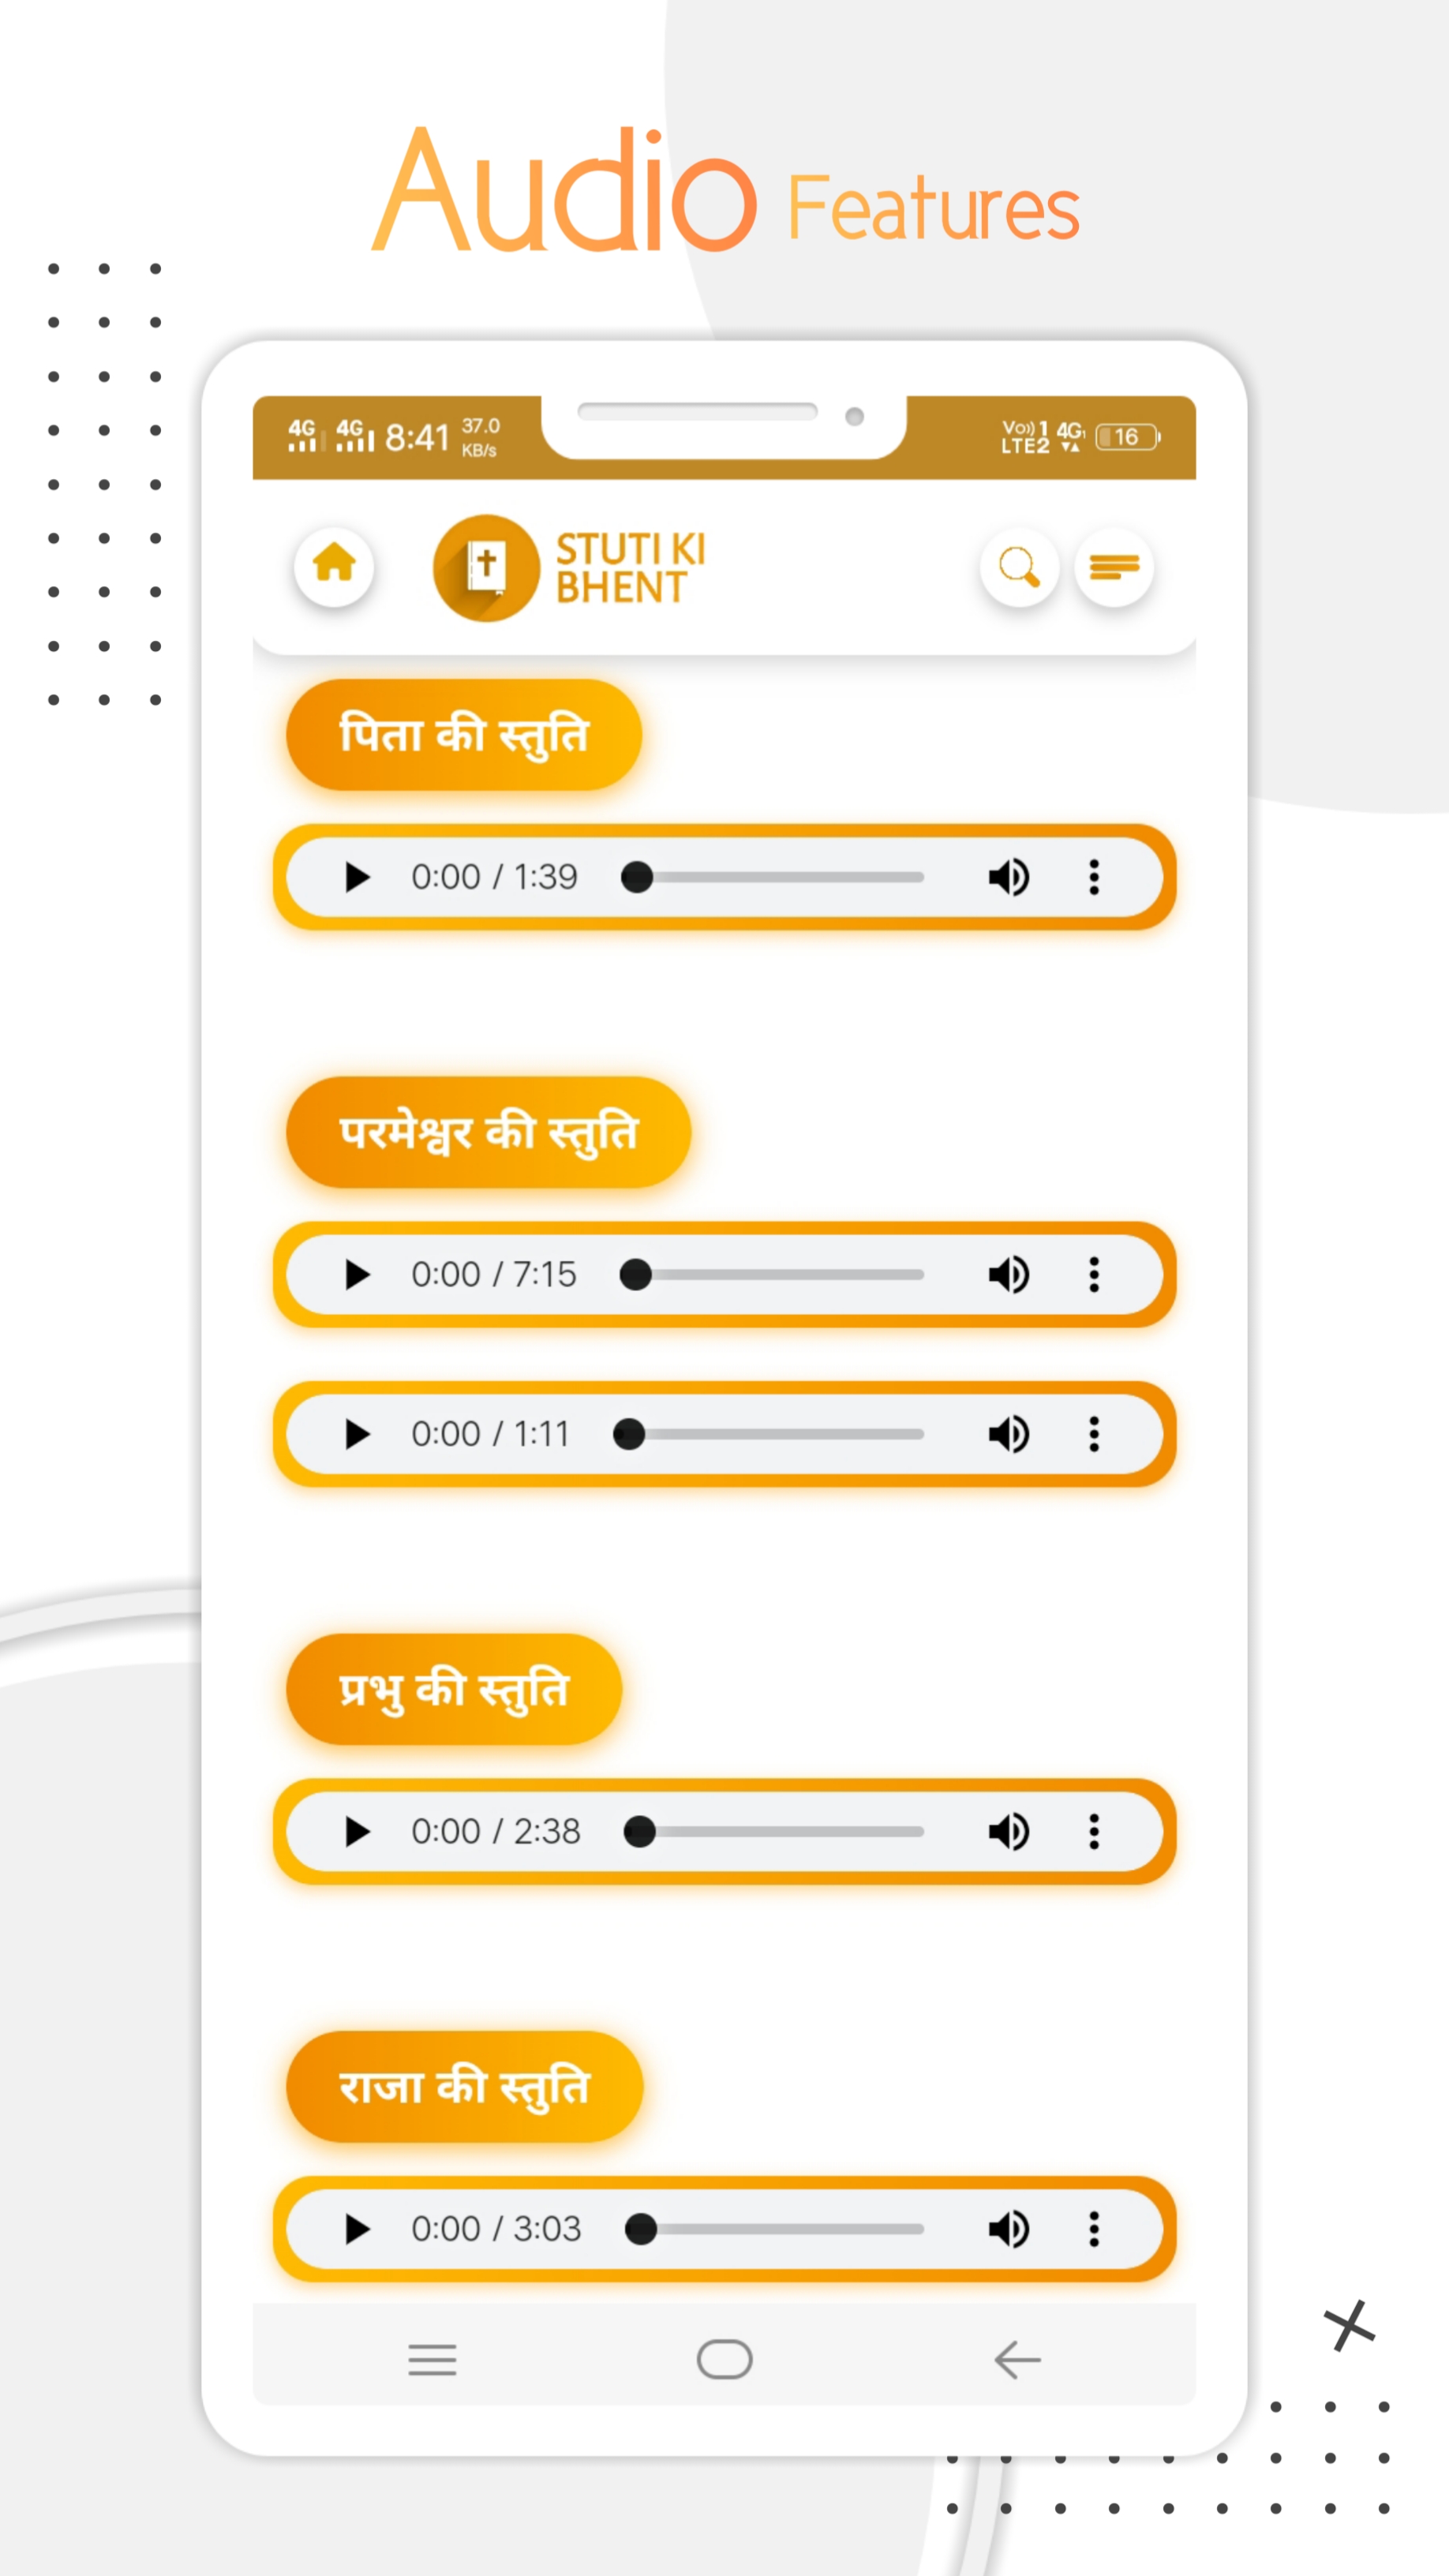 Audio Features
4G 4G 8:41 37.0 KB/s Vo)) 1 4G LTE2 16
STUTI KI
BHENT
पिता की स्तुति
0:00 / 1:39
परमेश्वर की स्तुति
0:00 / 7:15
0:00 / 1:11
प्रभु की स्तुति
0:00 / 2:38
राजा की स्तुति
0:00 / 3:03